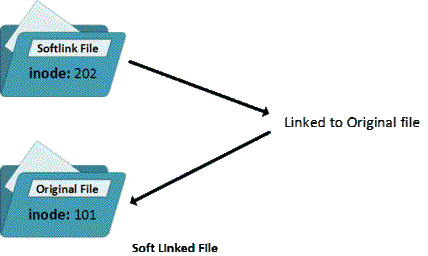 Softlink File
inode: 202
Linked to Original file
Original File
inode: 101
Soft Linked File